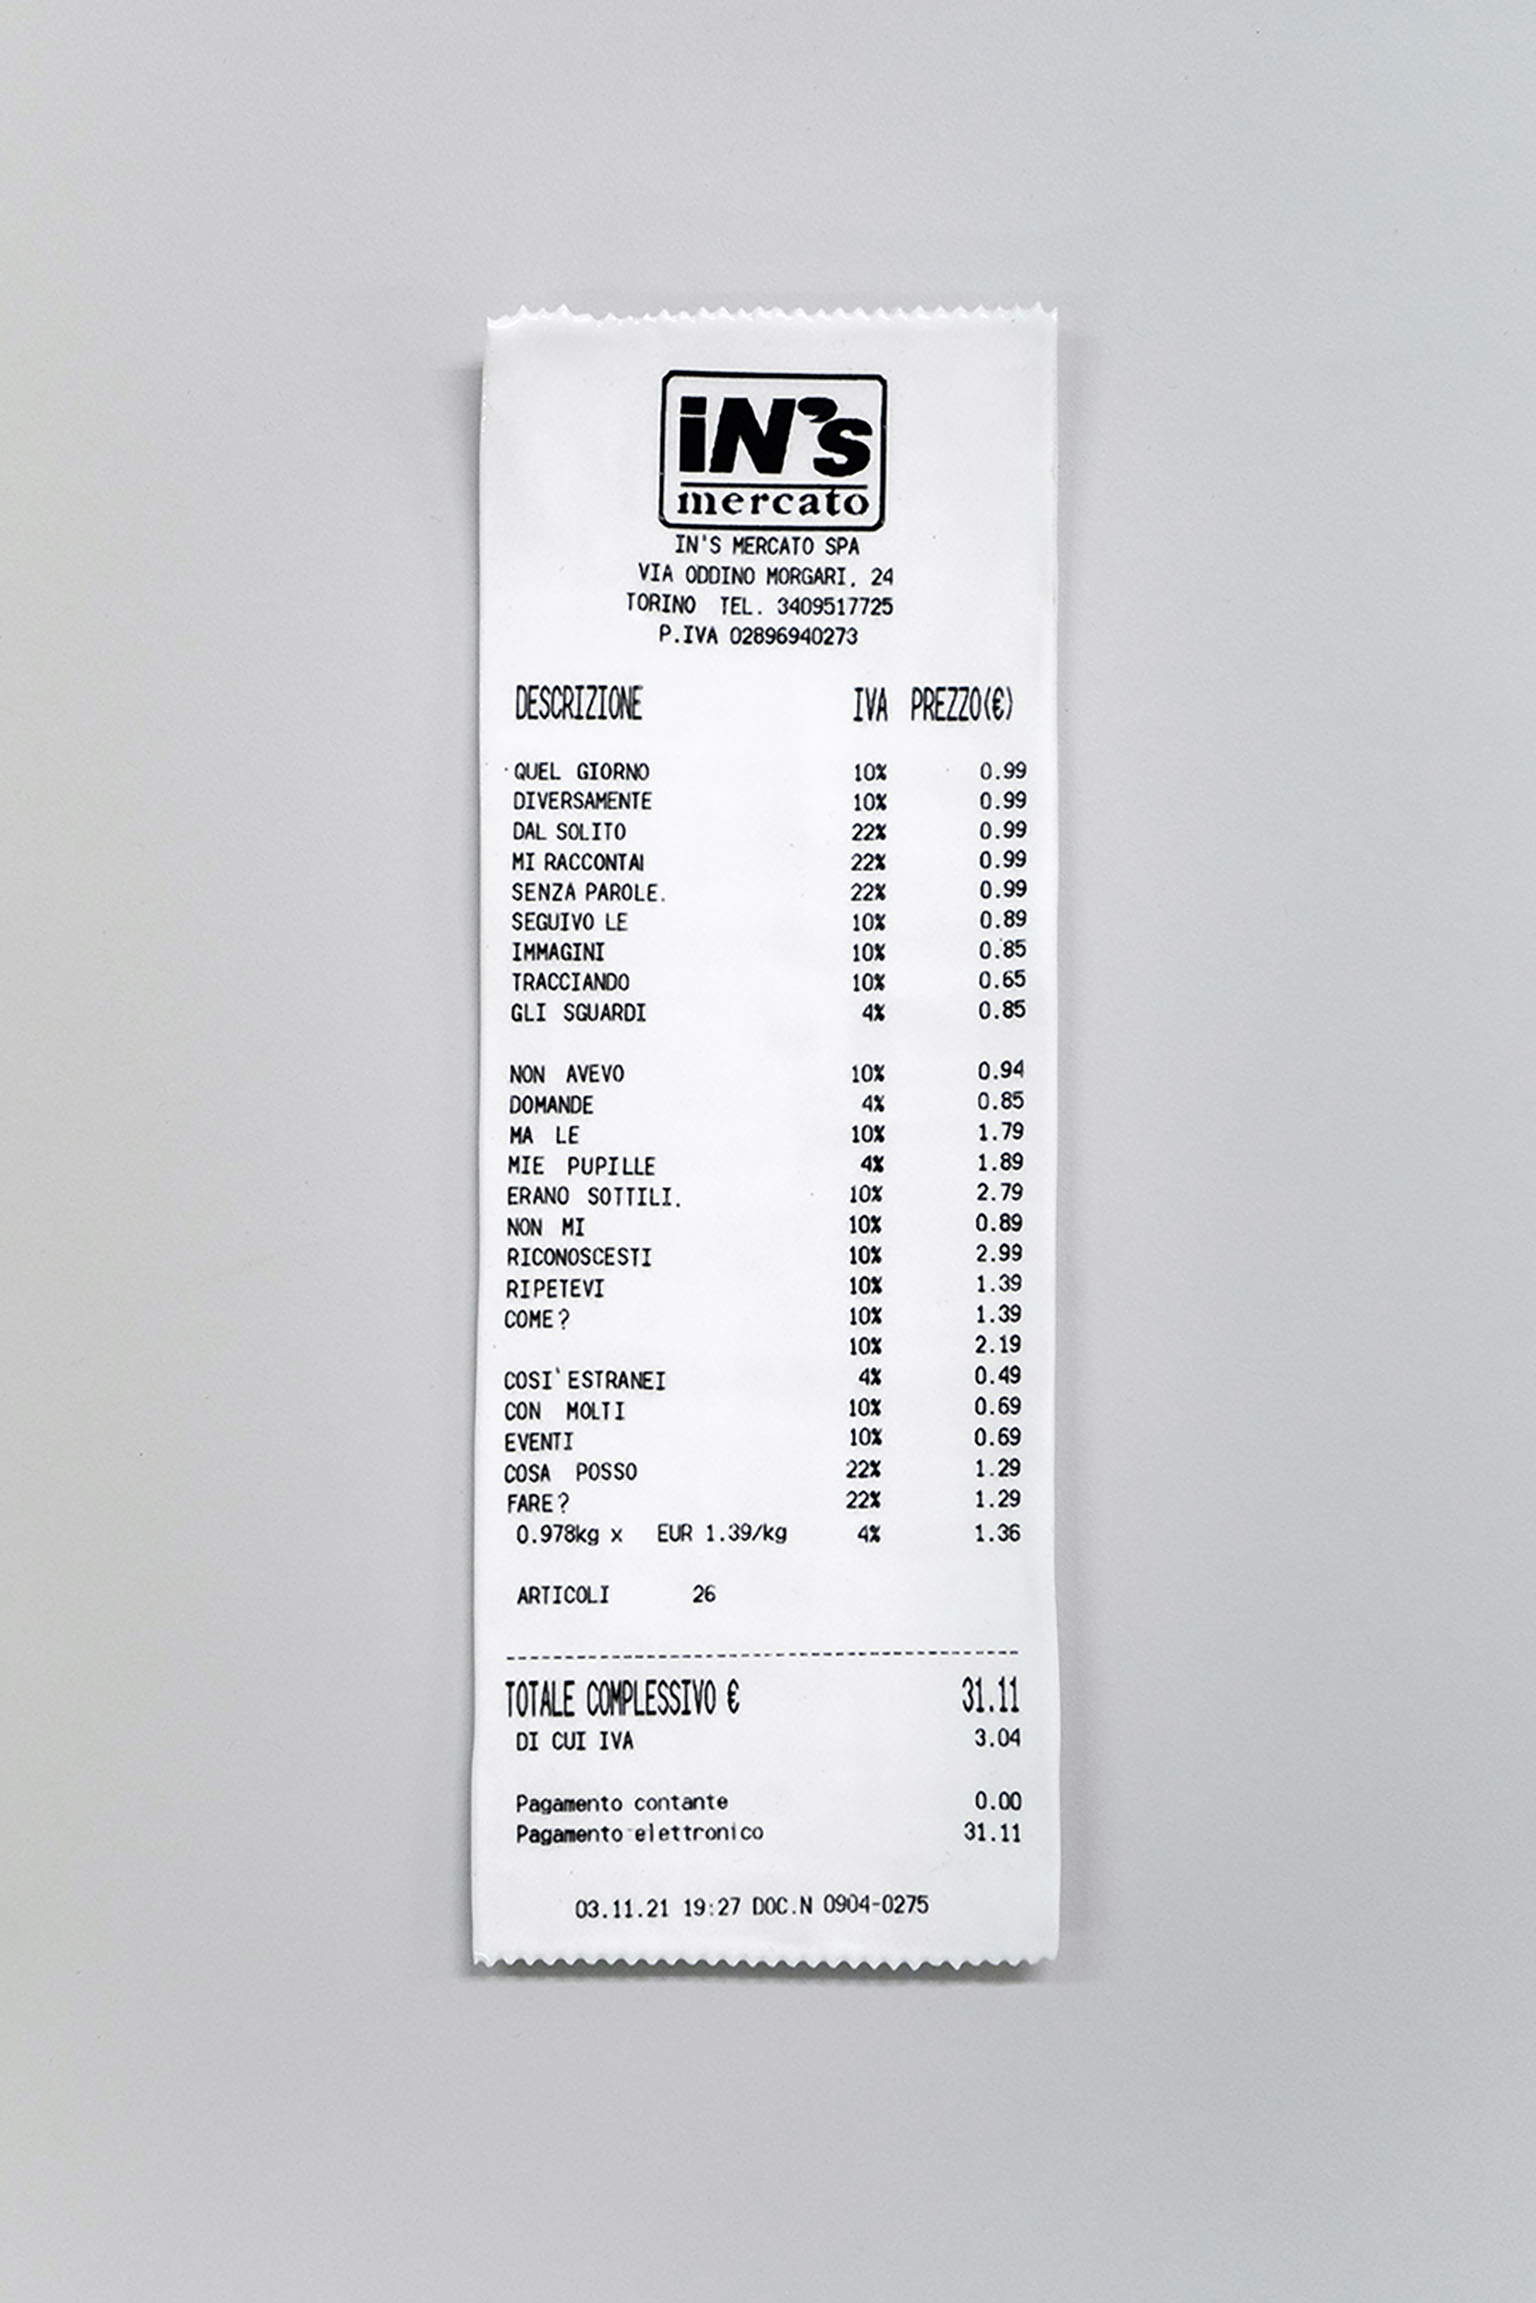 iN's
mercato
IN'S MERCATO SPA
VIA ODDINO MORGARI, 24
TORINO TEL. 3409517725
P.IVA 02896940273
DESCRIZIONE IVA PREZZO(€)
QUEL GIORNO 10% 0.99
DIVERSAMENTE 10% 0.99
DAL SOLITO 22% 0.99
MI RACCONTAI 22% 0.99
SENZA PAROLE. 22% 0.99
SEGUIVO LE 10% 0.89
IMMAGINI 10% 0.85
TRACCIANDO 10% 0.65
GLI SGUARDI 4% 0.85
NON AVEVO 10% 0.94
DOMANDE 4% 0.85
MA LE 10% 1.79
MIE PUPILLE 4% 1.89
ERANO SOTTILI. 10% 2.79
NON MI 10% 0.89
RICONOSCESTI 10% 2.99
RIPETEVI 10% 1.39
COME? 10% 1.39
10% 2.19
COSI' ESTRANEI 4% 0.49
CON MOLTI 10% 0.69
EVENTI 10% 0.69
COSA POSSO 22% 1.29
FARE? 22% 1.29
0.978kg x EUR 1.39/kg 4% 1.36
ARTICOLI 26
TOTALE COMPLESSIVO € 31.11
DI CUI IVA 3.04
Pagamento contante 0.00
Pagamento elettronico 31.11
03.11.21 19:27 DOC.N 0904-0275